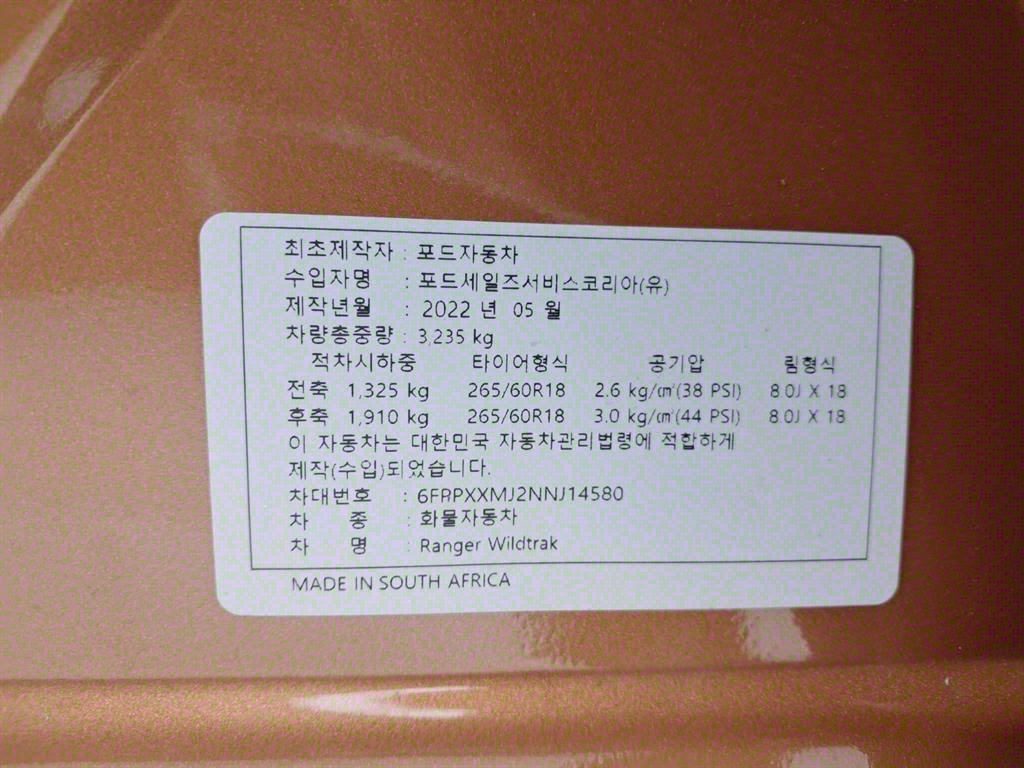 최초제작자 : 포드자동차
수입자명 : 포드세일즈서비스코리아(유)
제작년월 : 2022 년 05 월
차량총중량 : 3,235 kg
적차시하중 타이어형식 공기압 림형식
전축 1,325 kg 265/60R18 2.6 kg/㎠(38 PSI) 8.0J X 18
후축 1,910 kg 265/60R18 3.0 kg/㎠(44 PSI) 8.0J X 18
이 자동차는 대한민국 자동차관리법령에 적합하게
제작(수입)되었습니다.
차대번호 : 6FPPXXMJ2NNJ14580
차 종 : 화물자동차
차 명 : Ranger Wildtrak
MADE IN SOUTH AFRICA